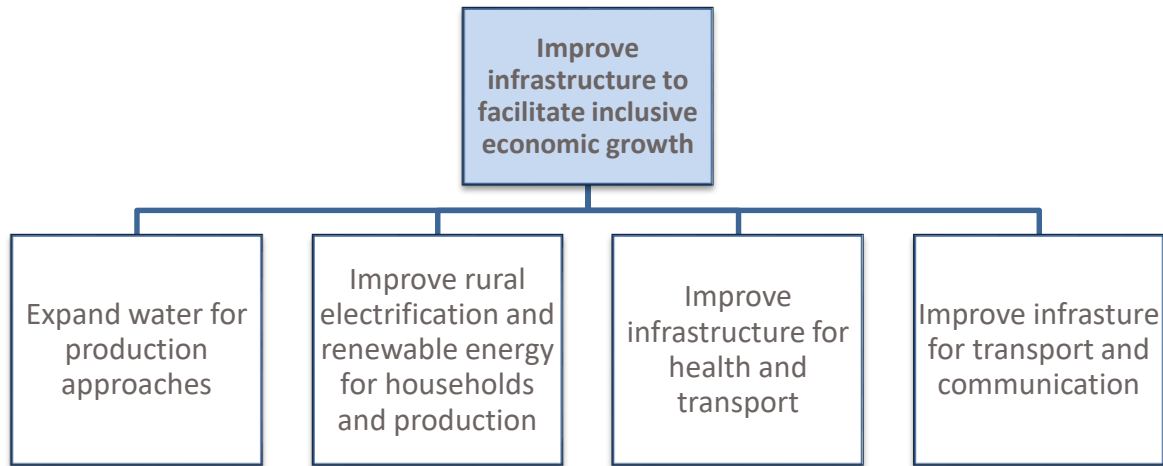 Improve
infrastructure to
facilitate inclusive
economic growth
Expand water for
production
approaches
Improve rural
electrification and
renewable energy
for households
and production
Improve
infrastructure for
health and
transport
Improve infrasture
for transport and
communication